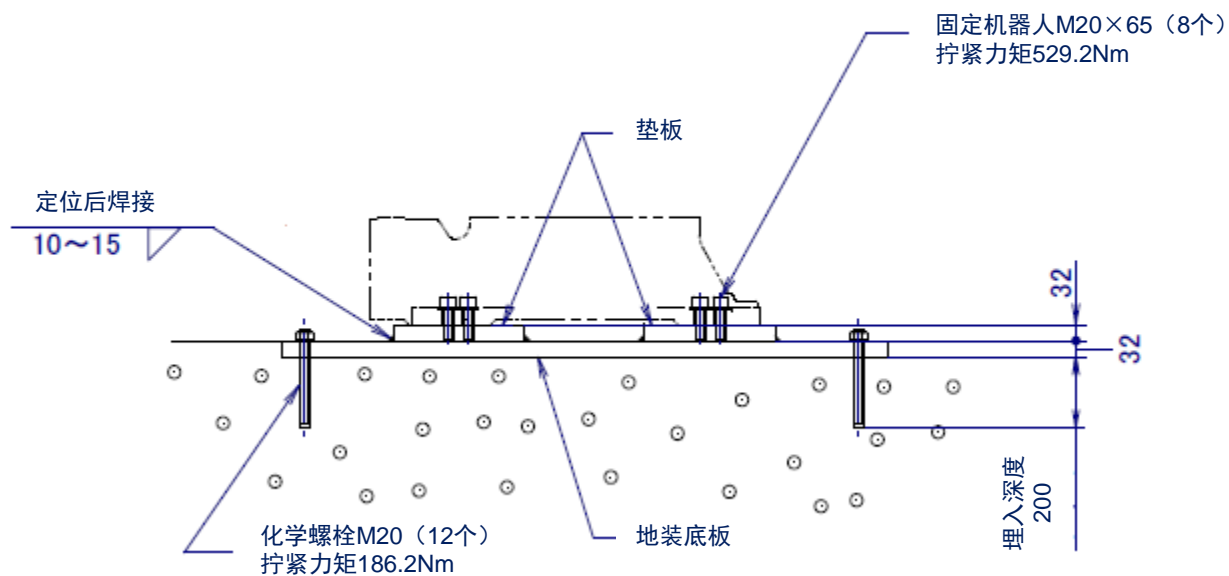 固定机器人M20×65（8个）
拧紧力矩529.2Nm
垫板
定位后焊接
10～15
32
32
埋入深度
200
化学螺栓M20（12个）
拧紧力矩186.2Nm
地装底板